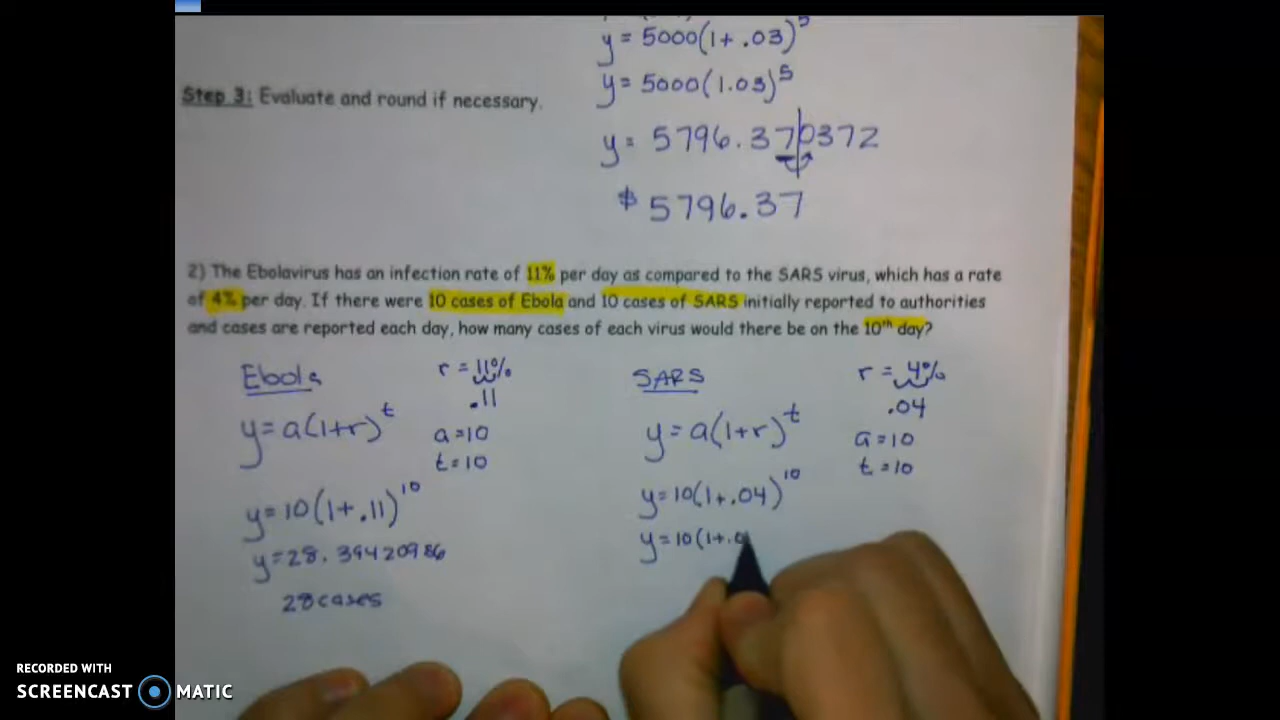 y = 5000(1+.03)^5
y = 5000(1.03)^5
Step 3: Evaluate and round if necessary.
y = 5796.370372
$5796.37
2) The Ebolavirus has an infection rate of 11% per day as compared to the SARS virus, which has a rate
of 4% per day. If there were 10 cases of Ebola and 10 cases of SARS initially reported to authorities
and cases are reported each day, how many cases of each virus would there be on the 10th day?
Ebola
r = 11%
.11
y = a(1+r)^t
a = 10
t = 10
y = 10(1+.11)^10
y = 28.39420986
28 cases
SARS
r = 4%
.04
y = a(1+r)^t
a = 10
t = 10
y = 10(1+.04)^10
y = 10(1+.0
RECORDED WITH
SCREENCAST MATIC